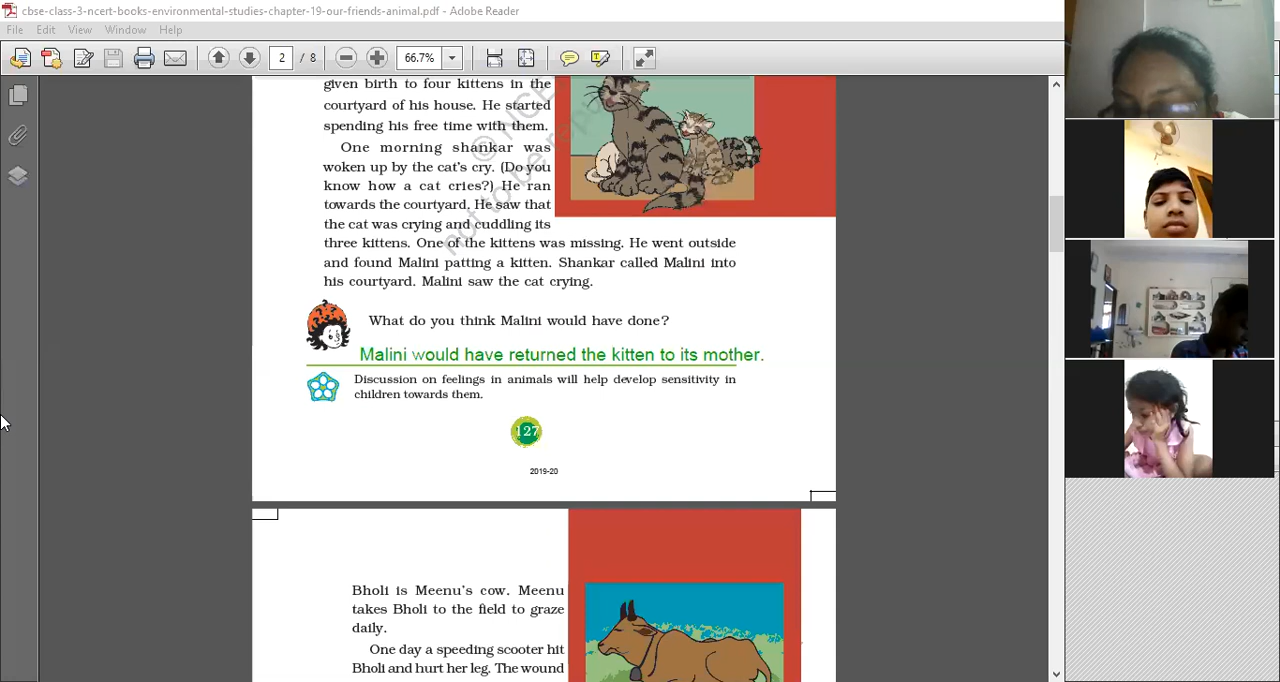 cbse-class-3-ncert-books-environmental-studies-chapter-19-our-friends-animal.pdf - Adobe Reader
File Edit View Window Help
2 / 8 66.7%
given birth to four kittens in the
courtyard of his house. He started
spending his free time with them.
One morning shankar was
woken up by the cat's cry. (Do you
know how a cat cries?) He ran
towards the courtyard. He saw that
the cat was crying and cuddling its
three kittens. One of the kittens was missing. He went outside
and found Malini patting a kitten. Shankar called Malini into
his courtyard. Malini saw the cat crying.
What do you think Malini would have done?
Malini would have returned the kitten to its mother.
Discussion on feelings in animals will help develop sensitivity in
children towards them.
127
2019-20
Bholi is Meenu's cow. Meenu
takes Bholi to the field to graze
daily.
One day a speeding scooter hit
Bholi and hurt her leg. The wound
© NCE
not to be rep